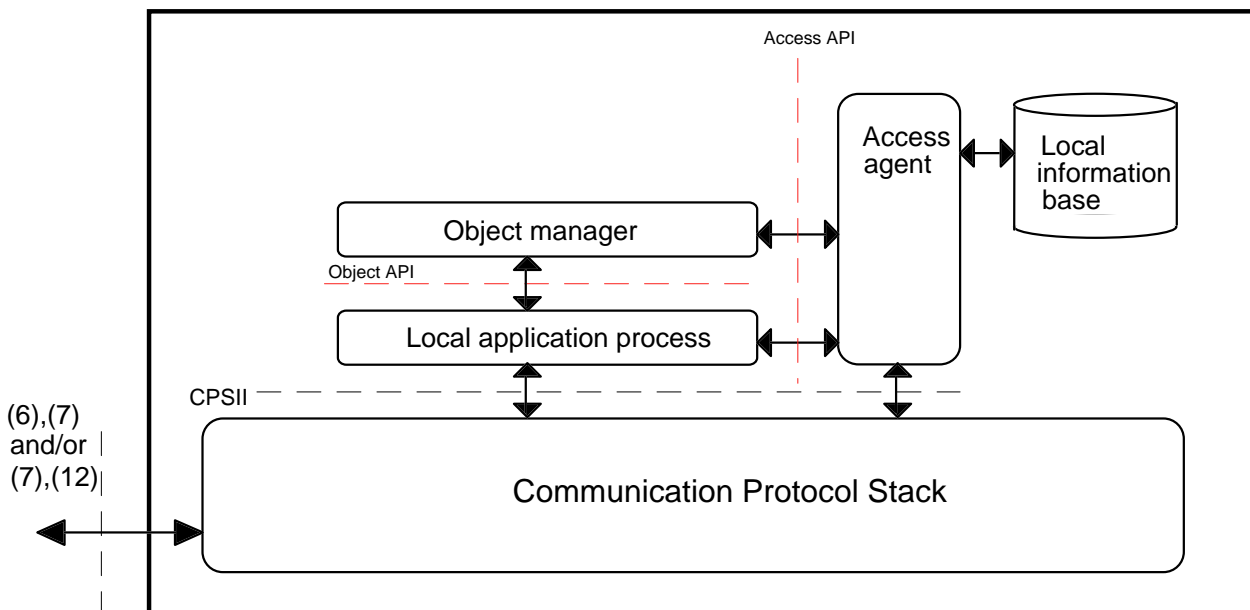 Access API
Access
agent
Local
information
base
Object manager
Object API
Local application process
CPSII
(6),(7)
and/or
(7),(12)
Communication Protocol Stack